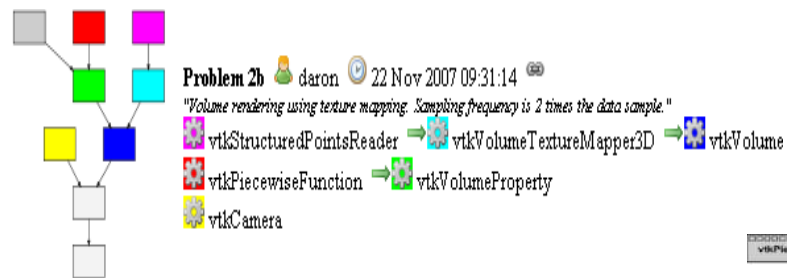 Problem 2b daron 22 Nov 2007 09:31:14
"Volume rendering using texture mapping. Sampling frequency is 2 times the data sample."
vtkStructuredPointsReader vtkVolumeTextureMapper3D vtkVolume
vtkPiecewiseFunction vtkVolumeProperty
vtkCamera
vtkPie